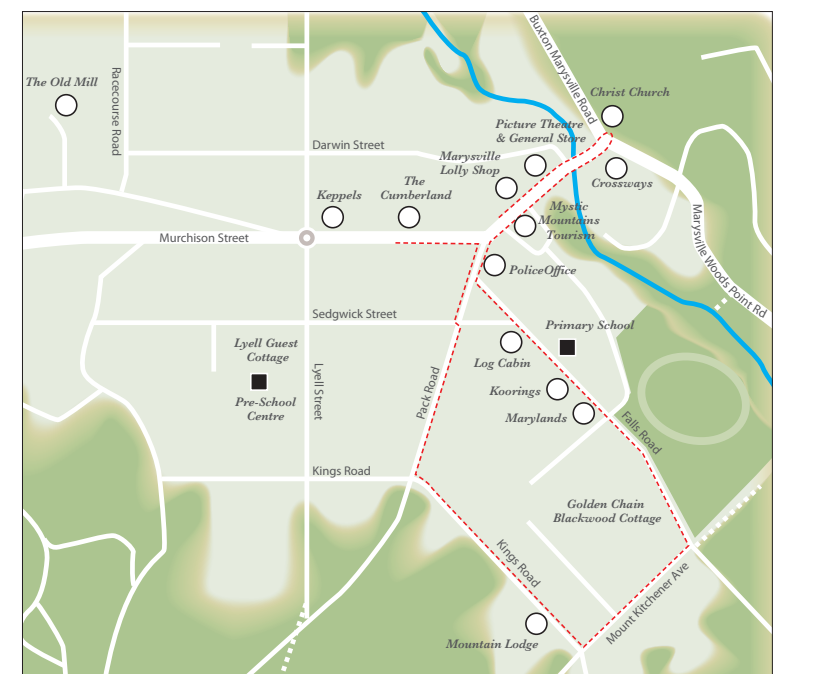 Buxton Marysville Road
The Old Mill
Racecourse Road
Christ Church
Picture Theatre
& General Store
Darwin Street
Marysville
Lolly Shop
The
Cumberland
Keppels
Crossways
Mystic
Mountains
Tourism
Marysville Woods Point Rd
Murchison Street
PoliceOffice
Sedgwick Street
Primary School
Lyell Guest
Cottage
Log Cabin
Lyell Street
Pack Road
Koorings
Pre-School
Centre
Marylands
Falls Road
Kings Road
Golden Chain
Blackwood Cottage
Kings Road
Mount Kitchener Ave
Mountain Lodge